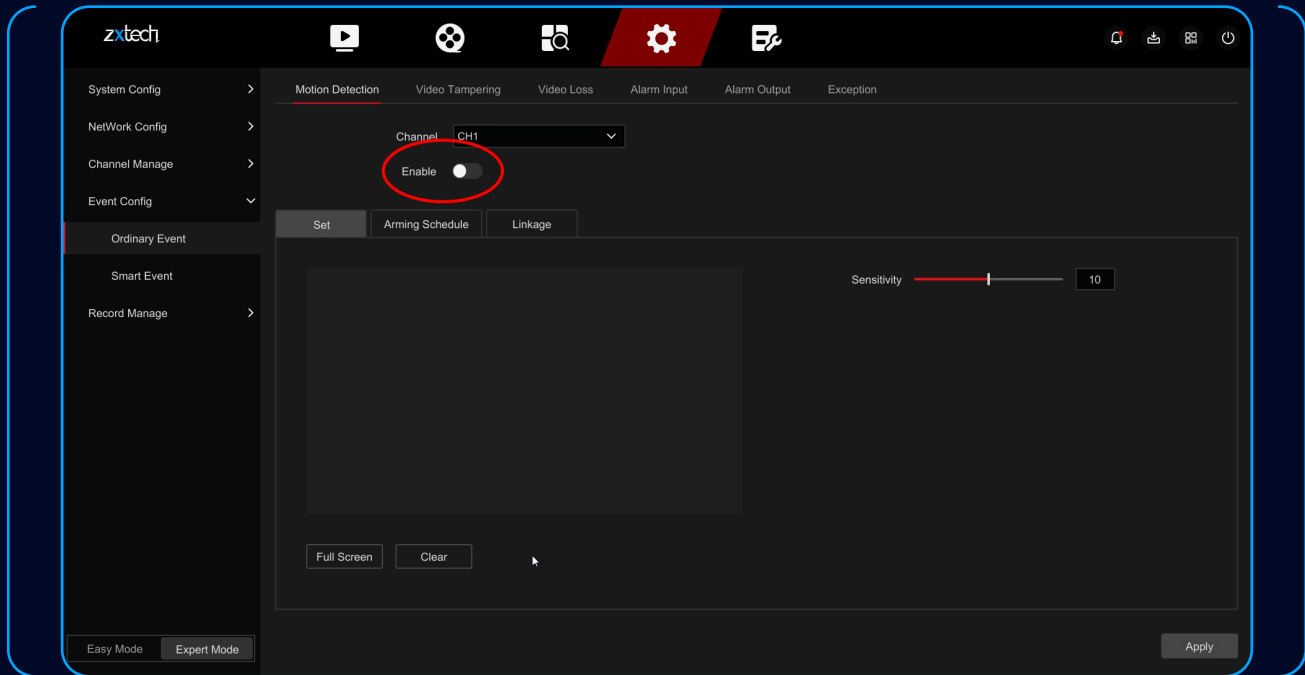 zxtech
System Config
NetWork Config
Channel Manage
Event Config
Ordinary Event
Smart Event
Record Manage
Easy Mode Expert Mode
Motion Detection Video Tampering Video Loss Alarm Input Alarm Output Exception
Channel CH1
Enable
Set Arming Schedule Linkage
Sensitivity 10
Full Screen Clear
Apply